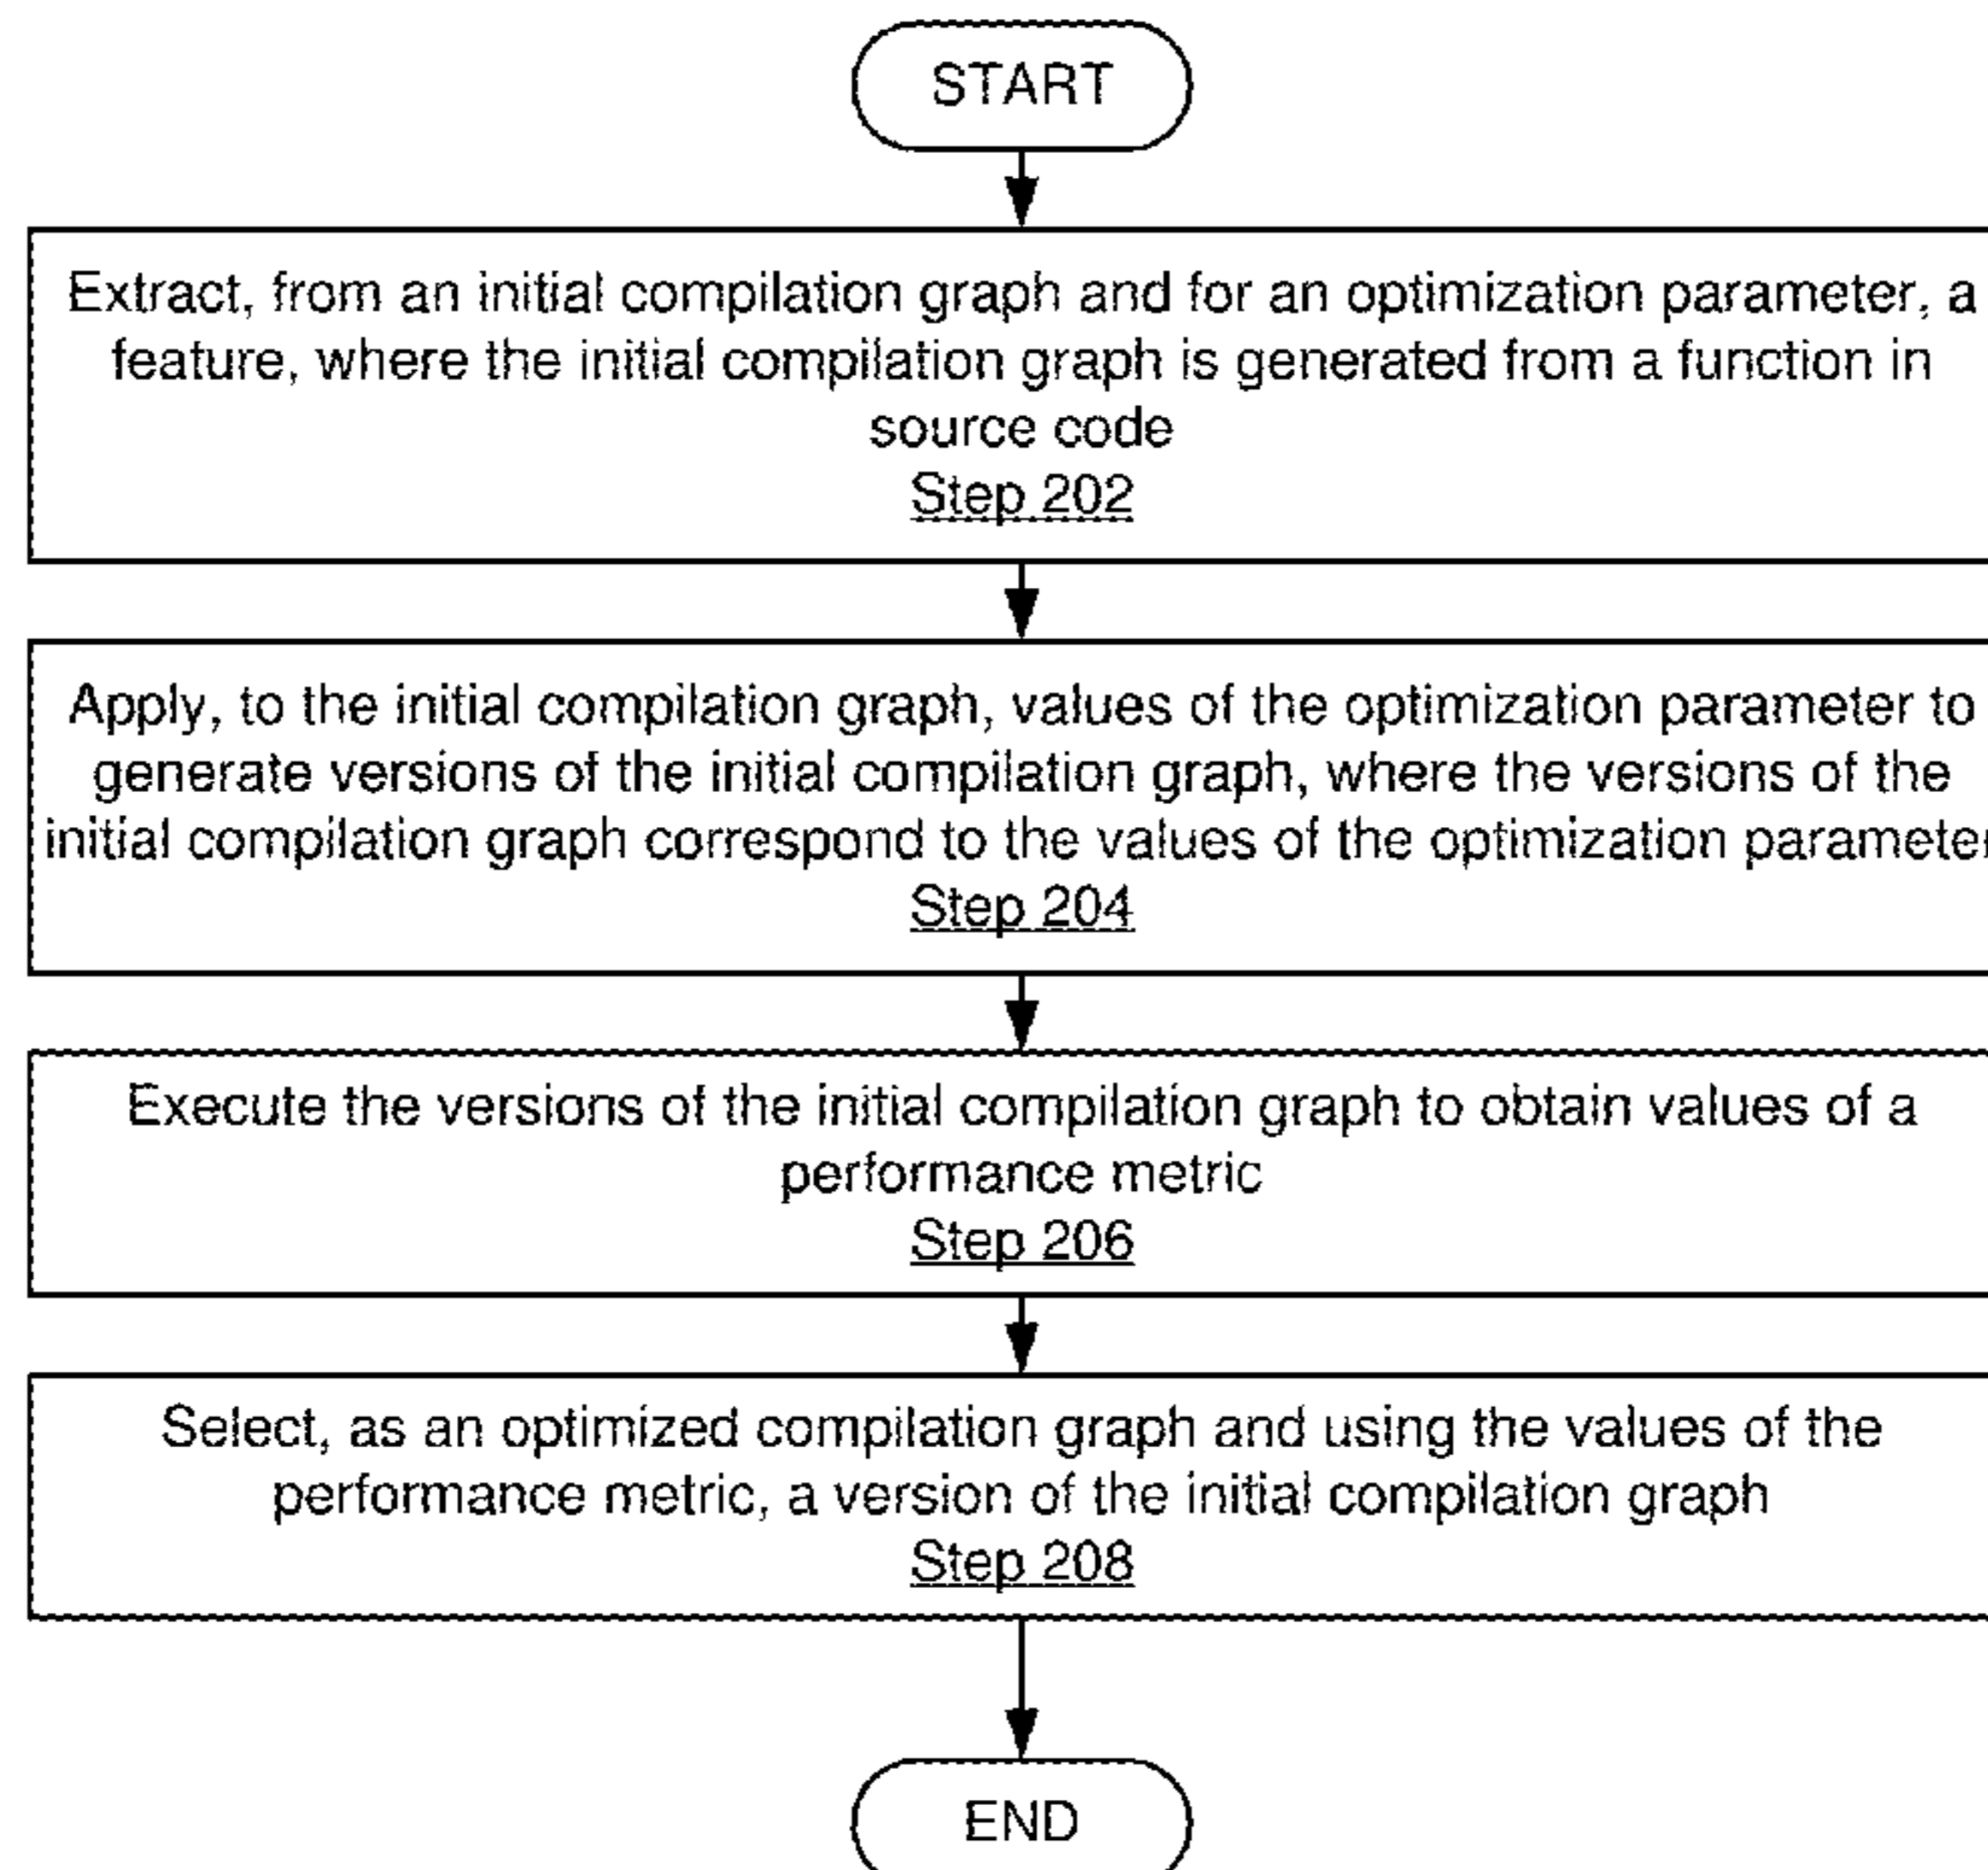 START
Extract, from an initial compilation graph and for an optimization parameter, a
feature, where the initial compilation graph is generated from a function in
source code
Step 202
Apply, to the initial compilation graph, values of the optimization parameter to
generate versions of the initial compilation graph, where the versions of the
initial compilation graph correspond to the values of the optimization parameter
Step 204
Execute the versions of the initial compilation graph to obtain values of a
performance metric
Step 206
Select, as an optimized compilation graph and using the values of the
performance metric, a version of the initial compilation graph
Step 208
END